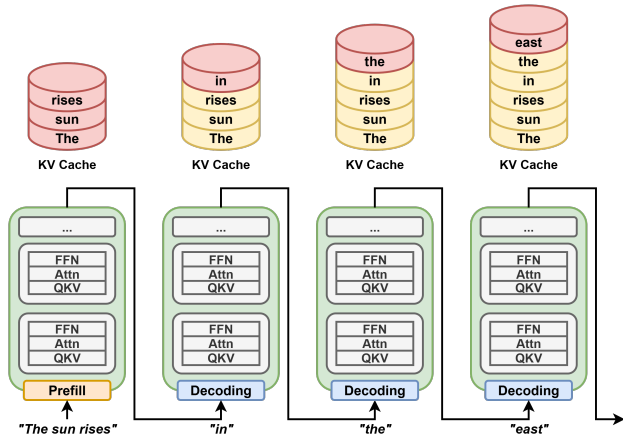 rises
sun
The
KV Cache
in
rises
sun
The
KV Cache
the
in
rises
sun
The
KV Cache
east
the
in
rises
sun
The
KV Cache
...
FFN
Attn
QKV
FFN
Attn
QKV
Prefill
"The sun rises"
...
FFN
Attn
QKV
FFN
Attn
QKV
Decoding
"in"
...
FFN
Attn
QKV
FFN
Attn
QKV
Decoding
"the"
...
FFN
Attn
QKV
FFN
Attn
QKV
Decoding
"east"